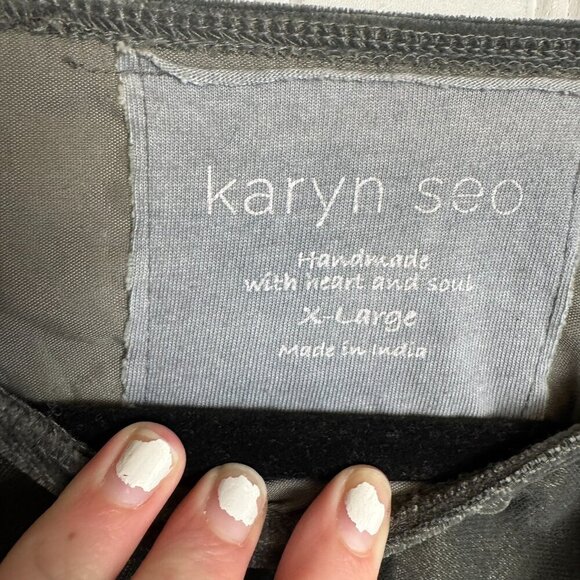 karyn seo
Handmade
with heart and soul
X-Large
Made in India